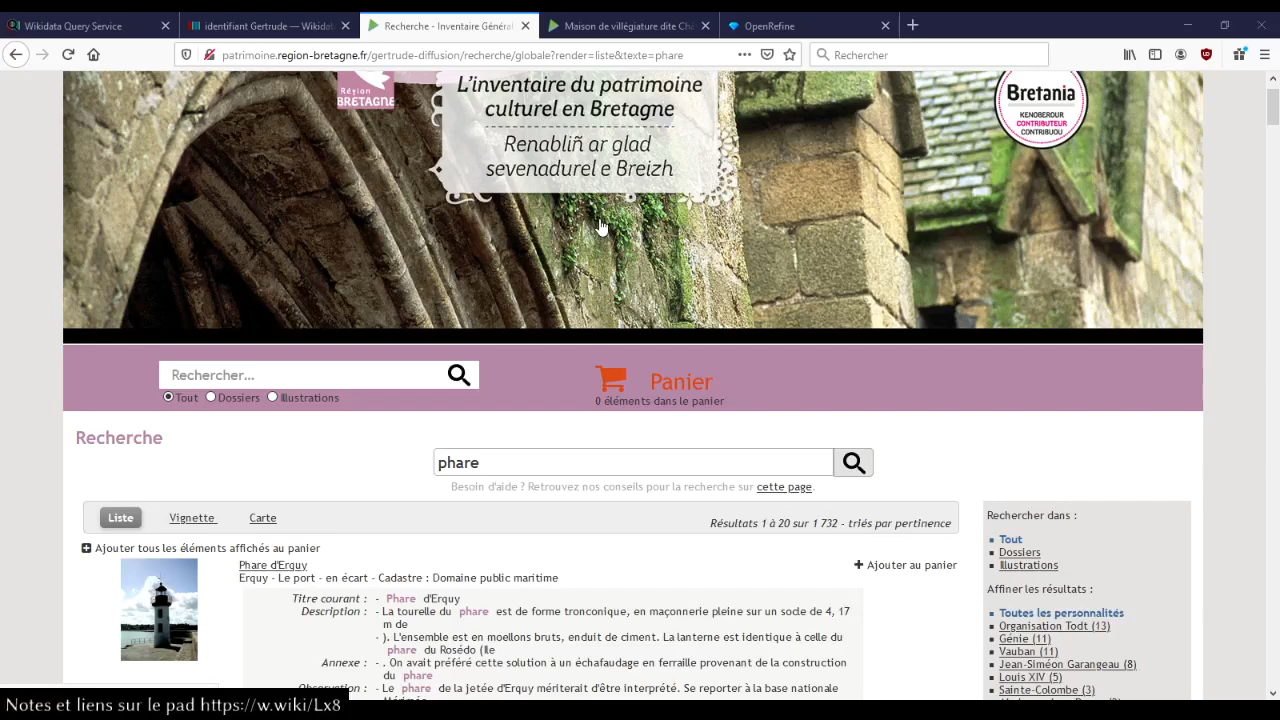 Wikidata Query Service
identifiant Gertrude — Wikidat
Recherche - Inventaire Général
Maison de villégiature dite Châ
OpenRefine
patrimoine.region-bretagne.fr/gertrude-diffusion/recherche/globale?render=liste&texte=phare
Rechercher
Région
BRETAGNE
L'inventaire du patrimoine
culturel en Bretagne
Renabliñ ar glad
sevenadurel e Breizh
Bretania
KENOBEROUR
CONTRIBUTEUR
CONTRIBUOU
Rechercher...
Tout Dossiers Illustrations
Panier
0 éléments dans le panier
Recherche
phare
Besoin d'aide ? Retrouvez nos conseils pour la recherche sur cette page.
Liste Vignette Carte
Résultats 1 à 20 sur 1 732 - triés par pertinence
Ajouter tous les éléments affichés au panier
Phare d'Erquy
Ajouter au panier
Erquy - Le port - en écart - Cadastre : Domaine public maritime
Titre courant : - Phare d'Erquy
Description : - La tourelle du phare est de forme tronconique, en maçonnerie pleine sur un socle de 4, 17
m de
- ). L'ensemble est en moellons bruts, enduit de ciment. La lanterne est identique à celle du
phare du Rosédo (Ile
Annexe : - . On avait préféré cette solution à un échafaudage en ferraille provenant de la construction
du phare
Observation : - Le phare de la jetée d'Erquy mériterait d'être interprété. Se reporter à la base nationale
Rechercher dans :
Tout
Dossiers
Illustrations
Affiner les résultats :
Toutes les personnalités
Organisation Todt (13)
Génie (11)
Vauban (11)
Jean-Siméon Garangeau (8)
Louis XIV (5)
Sainte-Colombe (3)
Notes et liens sur le pad https://w.wiki/Lx8